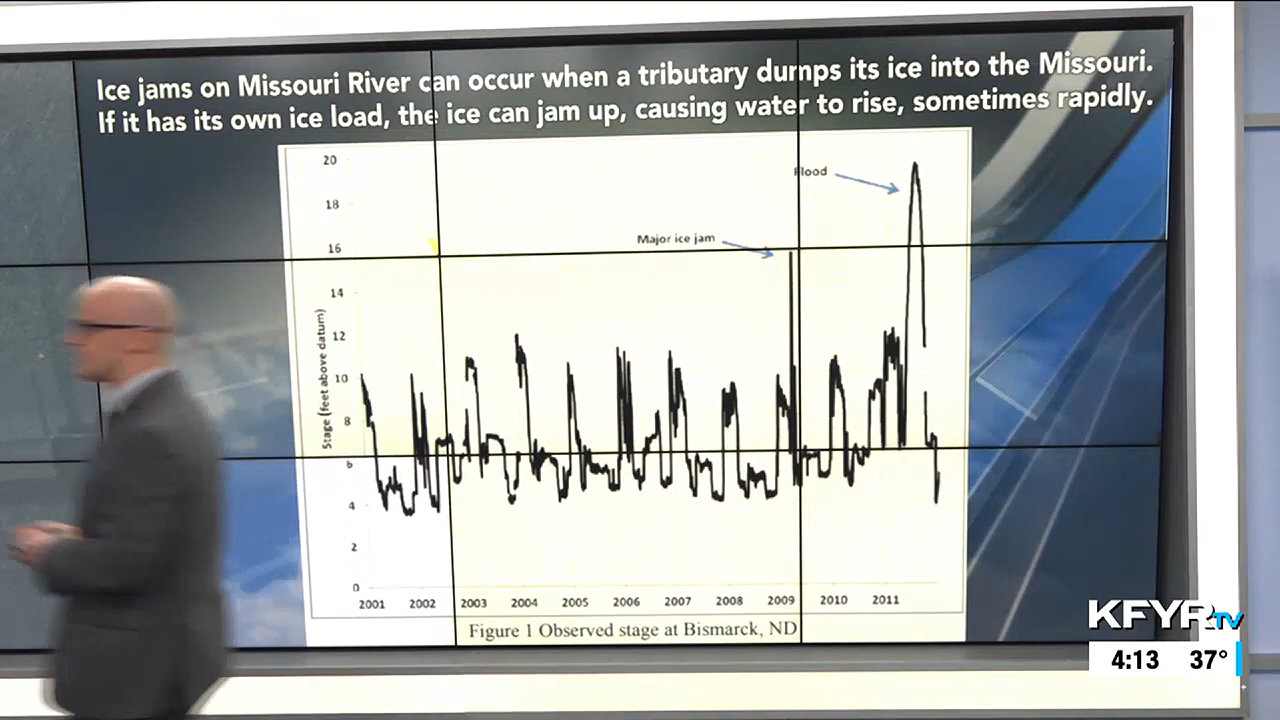 Ice jams on Missouri River can occur when a tributary dumps its ice into the Missouri.
If it has its own ice load, the ice can jam up, causing water to rise, sometimes rapidly.
20
Flood
18
Major ice jam
16
14
12
10
8
6
4
2
0
Stage (feet above datum)
2001 2002 2003 2004 2005 2006 2007 2008 2009 2010 2011
Figure 1 Observed stage at Bismarck, ND
KFYR TV
4:13 37°